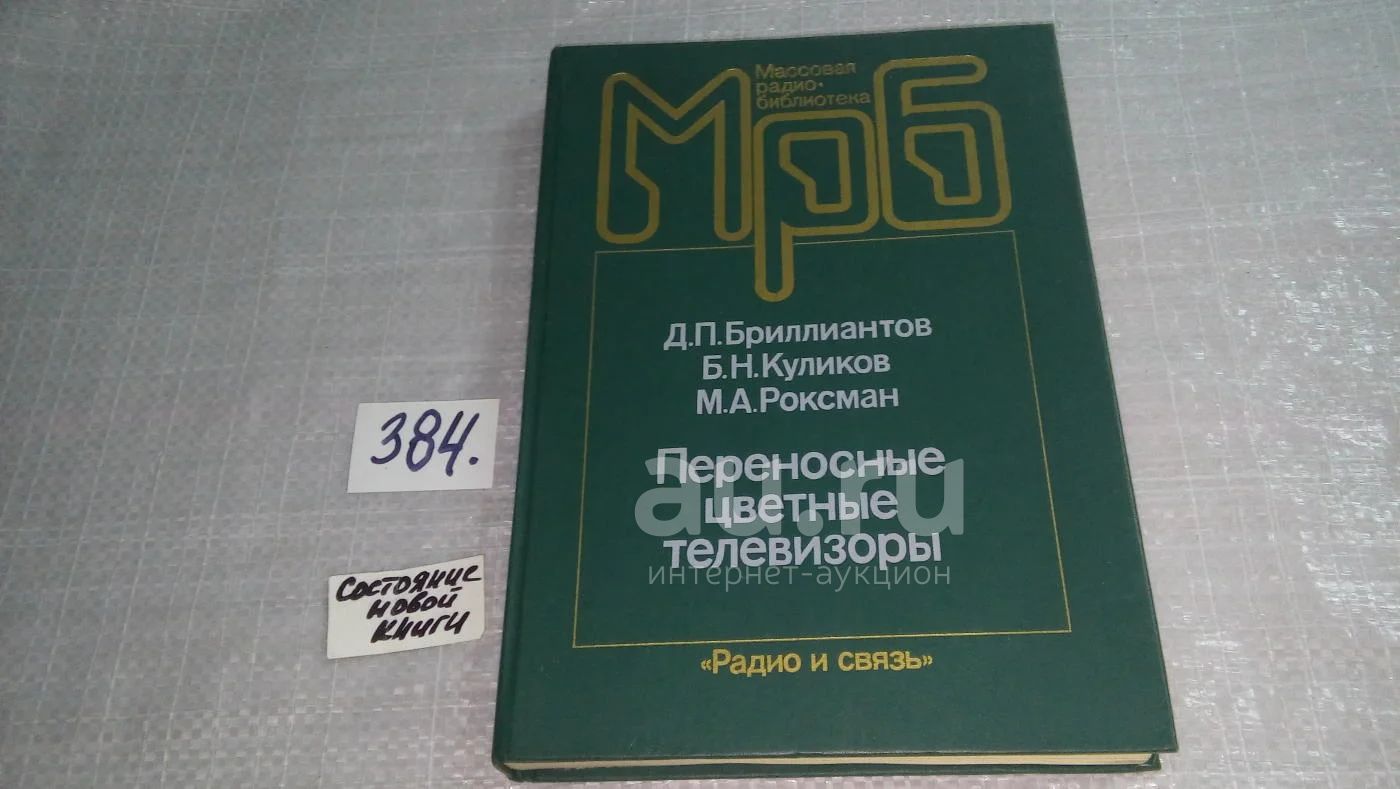 Массовая
радио-
библиотека
МрБ
Д.П.Бриллиантов
Б.Н.Куликов
М.А.Роксман
Переносные
цветные
телевизоры
au.ru
интернет-аукцион
«Радио и связь»
384.
Состояние
новой
книги